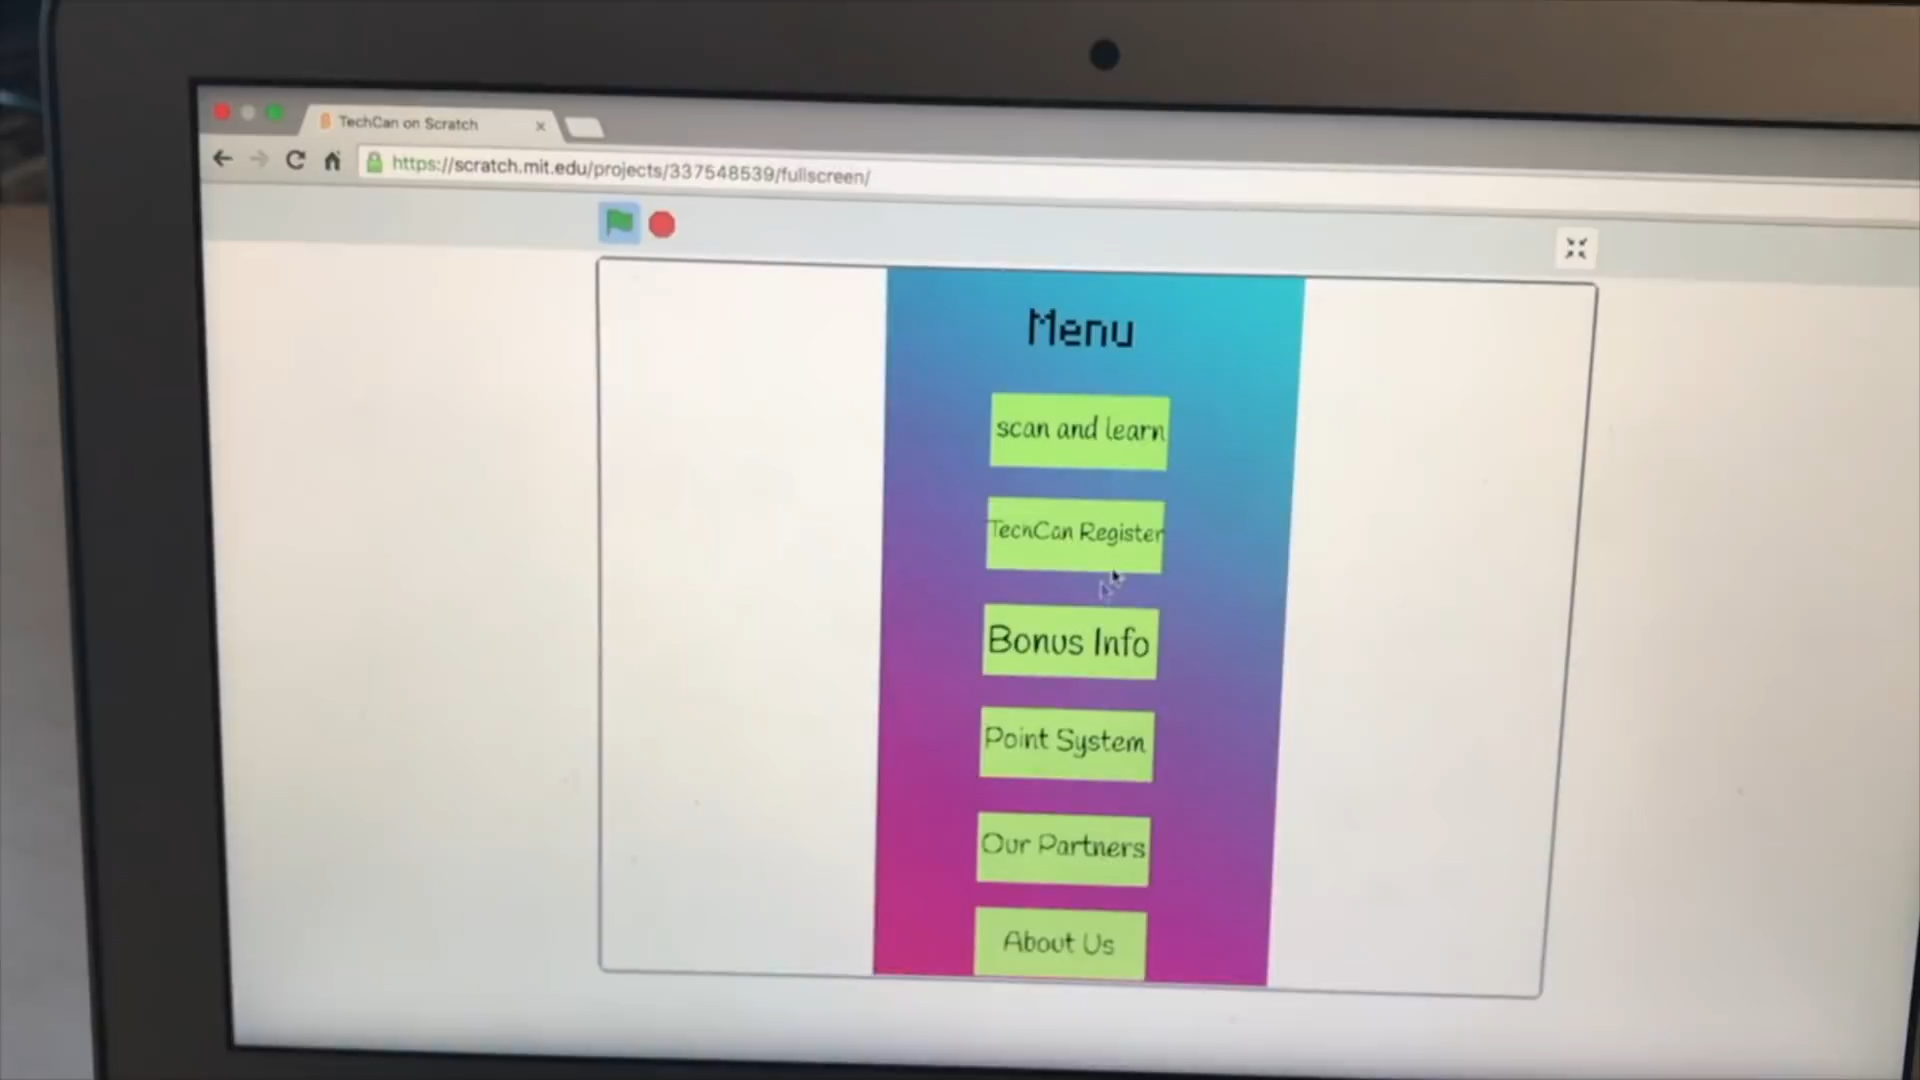 TechCan on Scratch
https://scratch.mit.edu/projects/337548539/fullscreen/
Menu
scan and learn
TechCan Register
Bonus Info
Point System
Our Partners
About Us